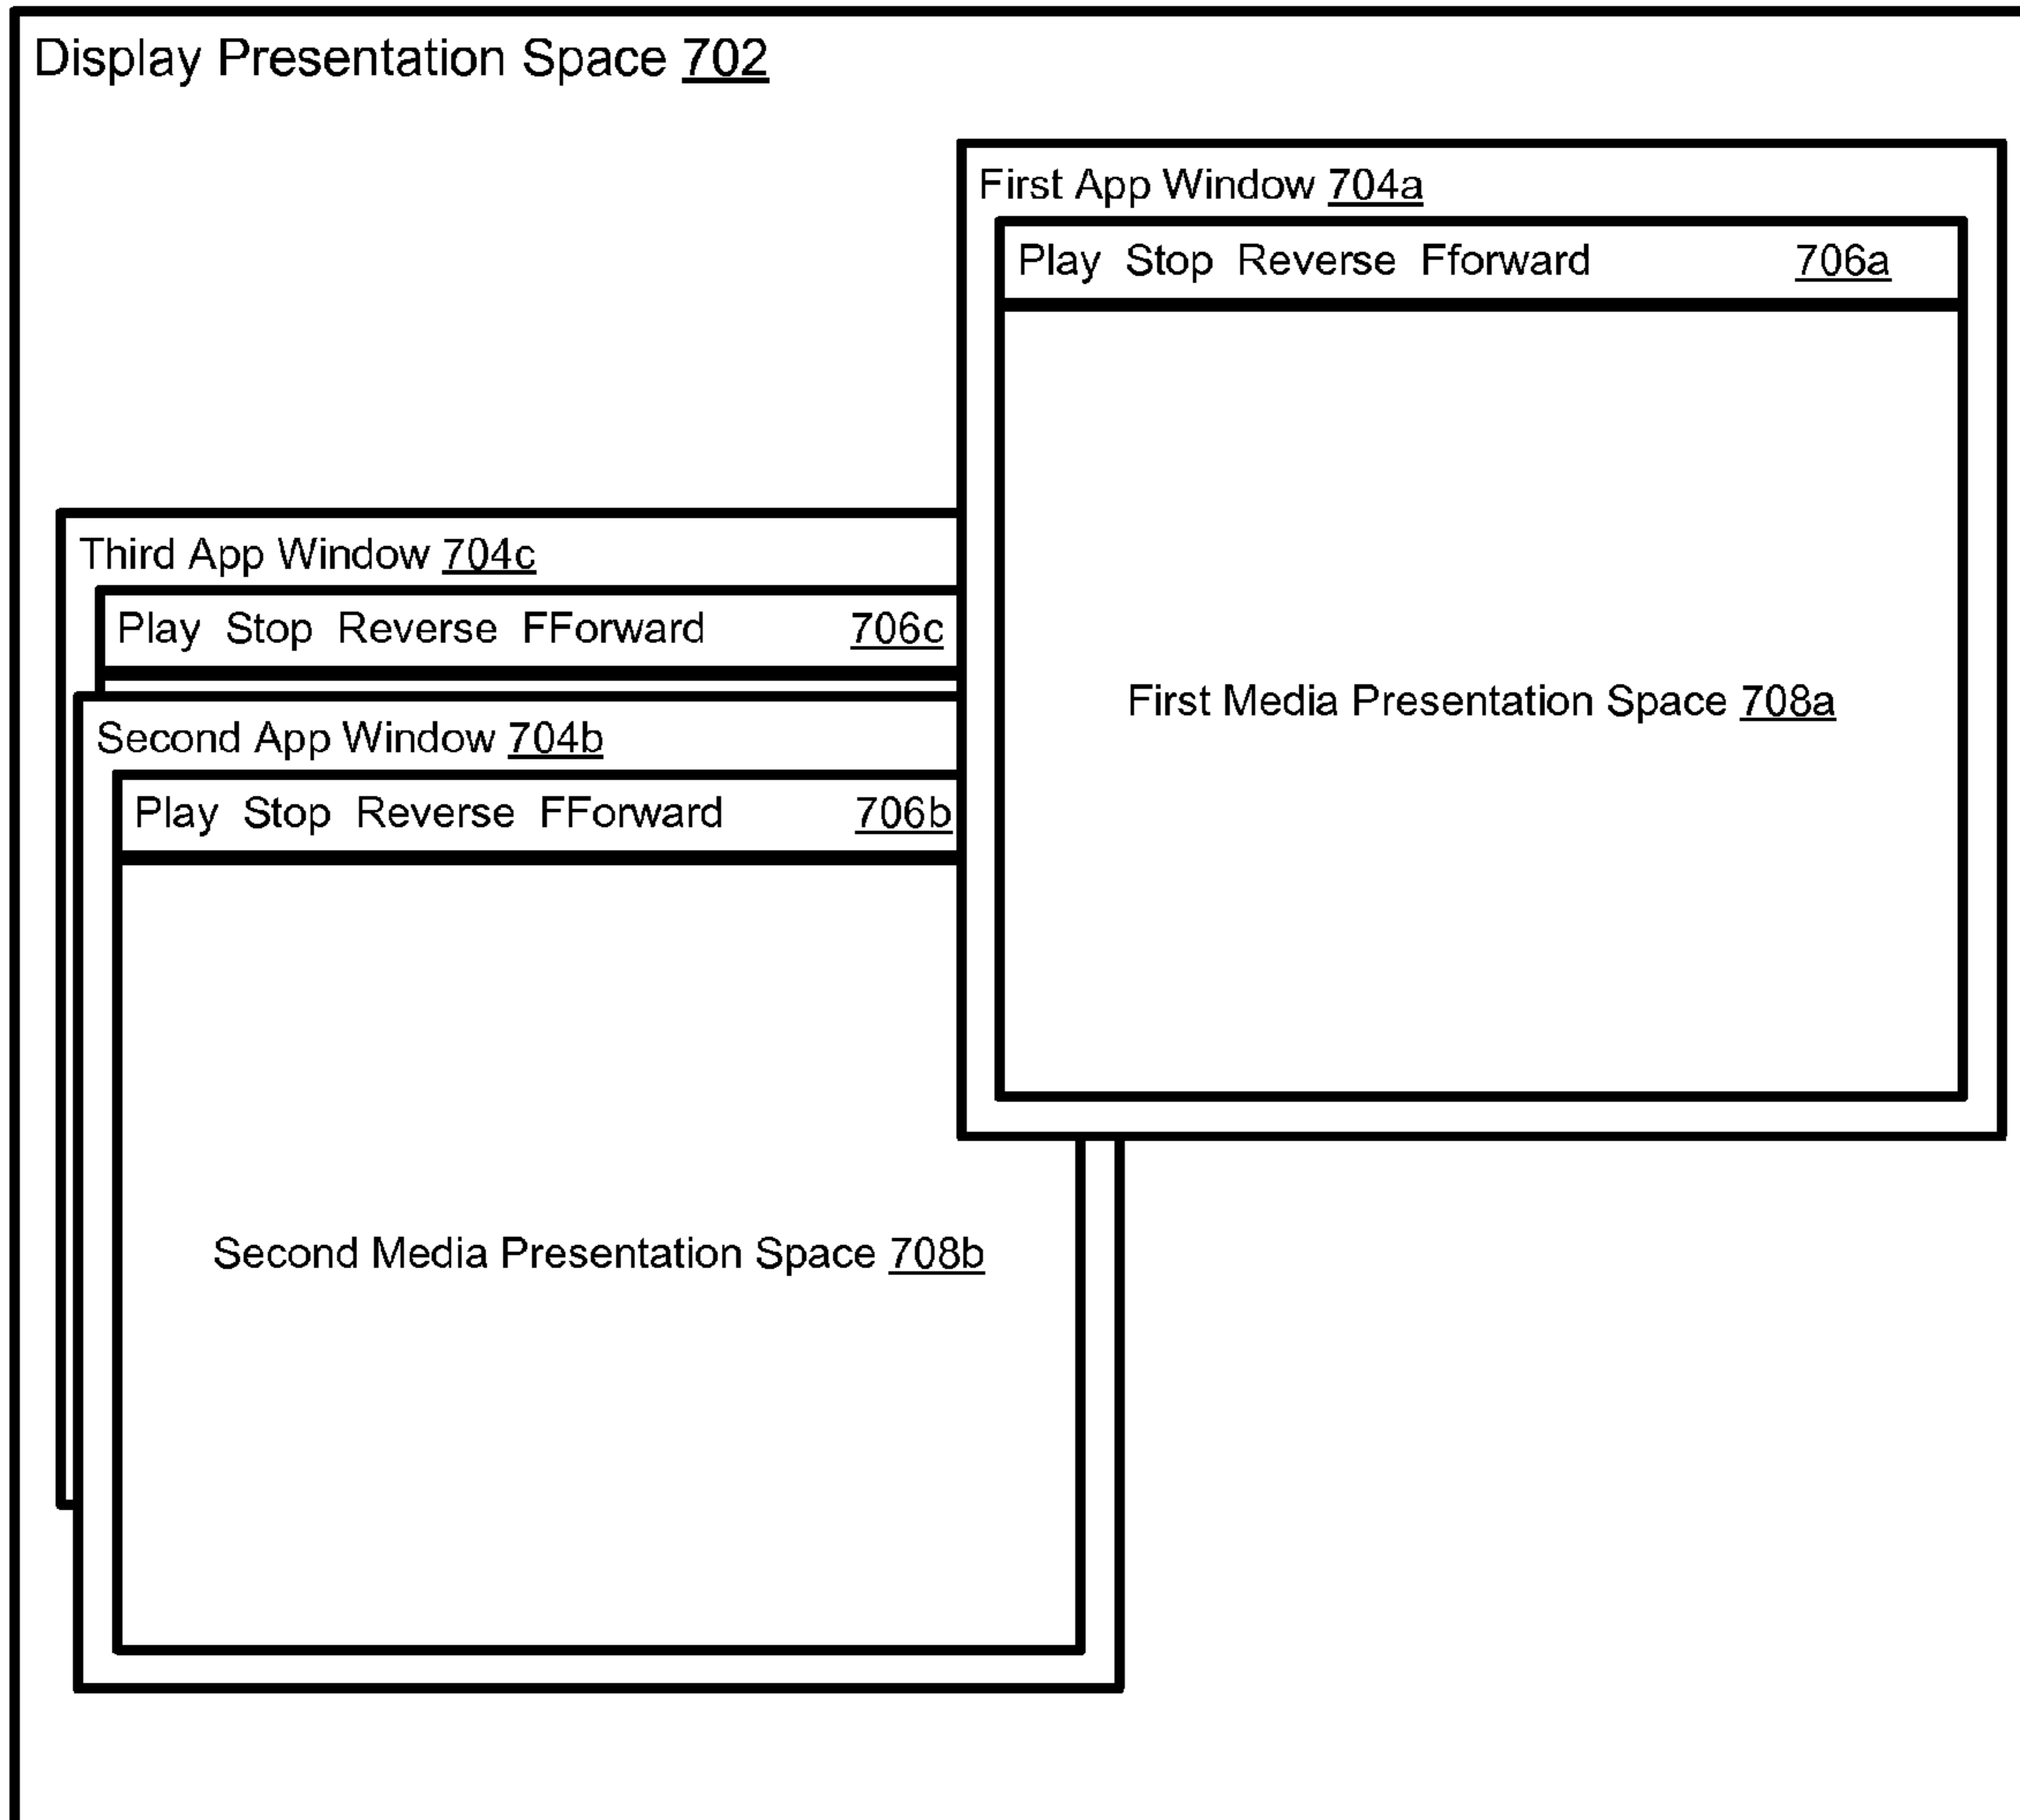 Display Presentation Space 702
First App Window 704a
Play Stop Reverse Fforward 706a
First Media Presentation Space 708a
Third App Window 704c
Play Stop Reverse FForward 706c
Second App Window 704b
Play Stop Reverse FForward 706b
Second Media Presentation Space 708b